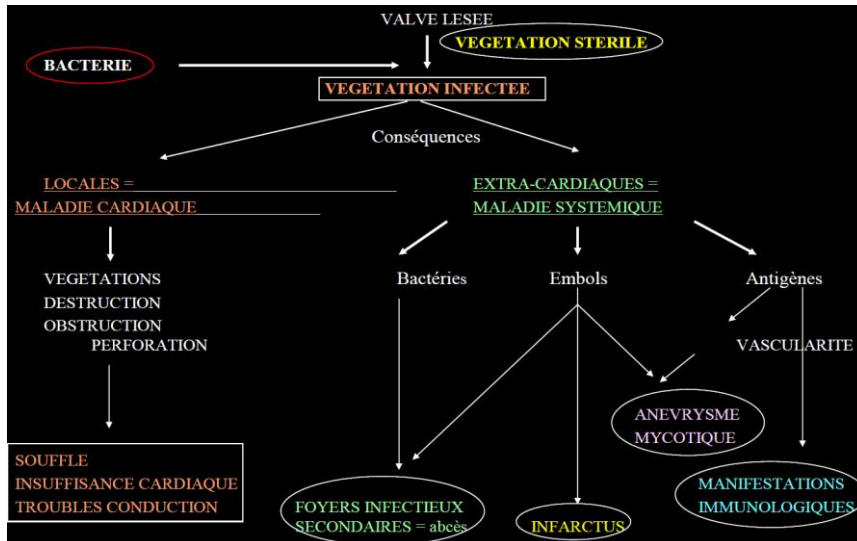 VALVE LESEE
VEGETATION STERILE
BACTERIE
VEGETATION INFECTEE
Conséquences
LOCALES =
MALADIE CARDIAQUE
EXTRA-CARDIAQUES =
MALADIE SYSTEMIQUE
VEGETATIONS
DESTRUCTION
OBSTRUCTION
PERFORATION
Bactéries
Embols
Antigènes
VASCULARITE
ANEVRYSME
MYCOTIQUE
SOUFFLE
INSUFFISANCE CARDIAQUE
TROUBLES CONDUCTION
FOYERS INFECTIEUX
SECONDAIRES = abcès
INFARCTUS
MANIFESTATIONS
IMMUNOLOGIQUES